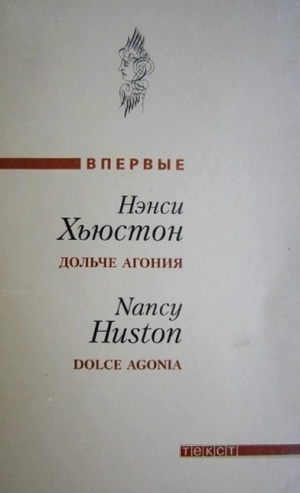 ВПЕРВЫЕ
Нэнси
Хьюстон
ДОЛЬЧЕ АГОНИЯ
Nancy
Huston
DOLCE AGONIA
ТЕКСТ